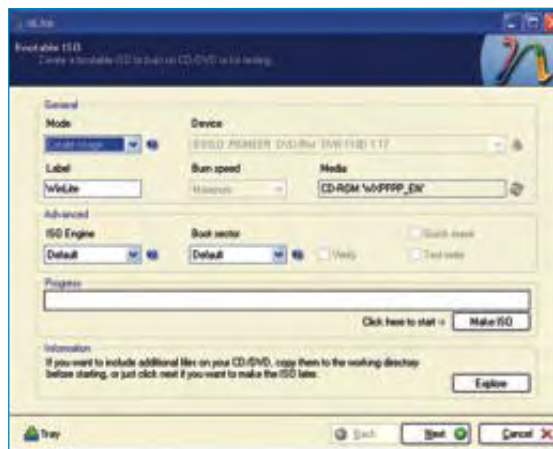 nLite
Bootable ISO
Create a bootable ISO to burn on CD/DVD or for testing.
General
Mode
Device
Create image
Label
Burn speed
Media
WinLite
Maximum
CD-ROM 'WXPFPP_EN'
Advanced
ISO Engine
Boot sector
Quick erase
Default
Default
Verify
Test write
Progress
Click here to start ->
Make ISO
Information
If you want to include additional files on your CD/DVD, copy them to the working directory
before starting, or just click next if you want to make the ISO later.
Explore
Tray
Back
Next
Cancel